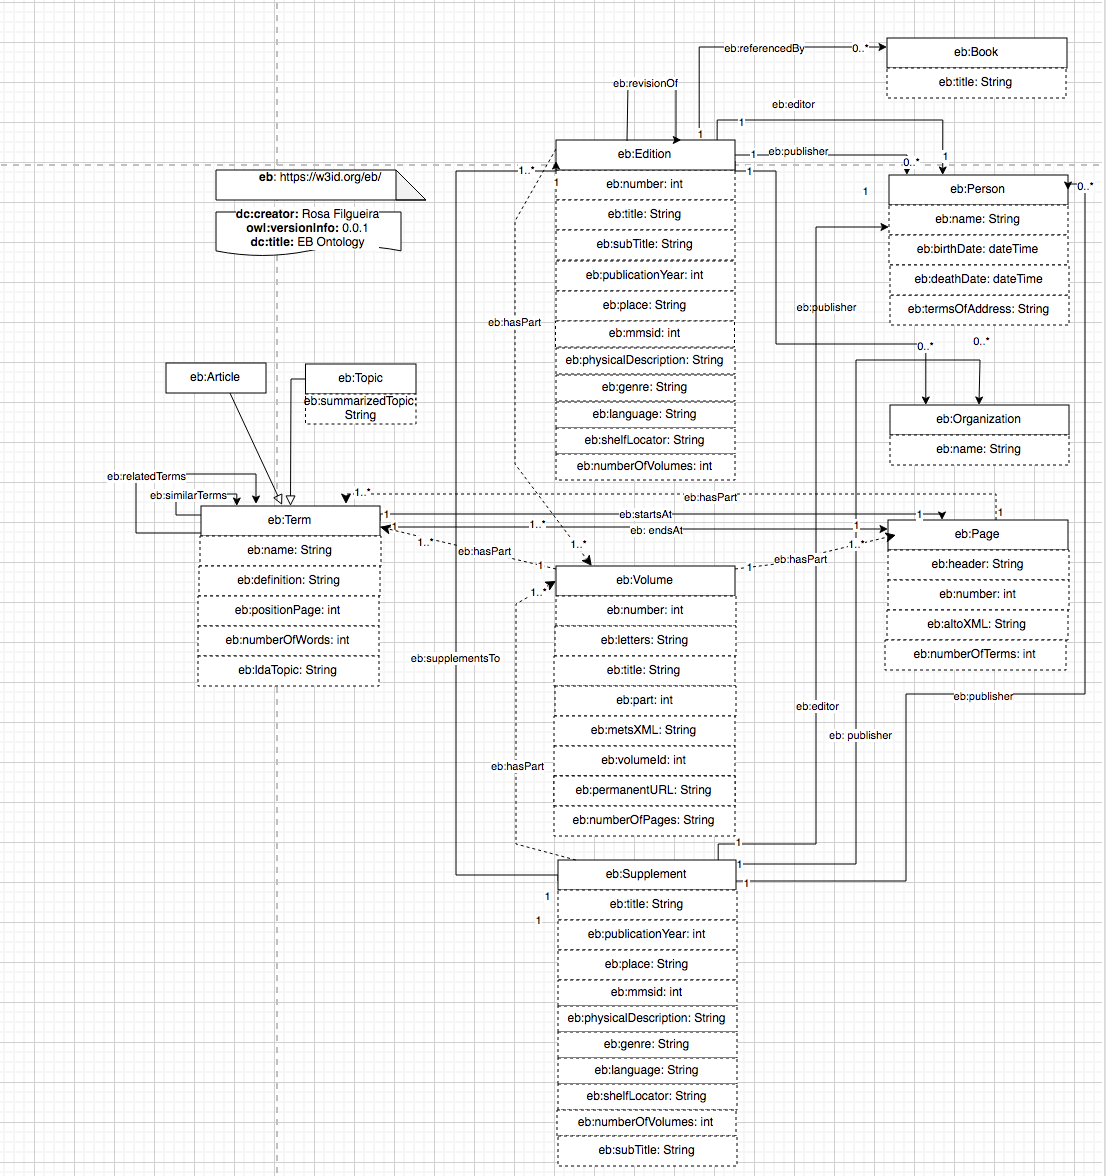 eb:referencedBy
0..*
eb:Book
eb:title: String
eb:revisionOf
eb:editor
1
1
eb:Edition
1
eb:publisher
0..*
1
1..*
1
1
1
eb:Person
0..*
eb: https://w3id.org/eb/
dc:creator: Rosa Filgueira
owl:versionInfo: 0.0.1
dc:title: EB Ontology
eb:number: int
eb:title: String
eb:subTitle: String
eb:publicationYear: int
eb:place: String
eb:mmsid: int
eb:physicalDescription: String
eb:genre: String
eb:language: String
eb:shelfLocator: String
eb:numberOfVolumes: int
eb:name: String
eb:birthDate: dateTime
eb:deathDate: dateTime
eb:termsOfAddress: String
eb:hasPart
eb:publisher
0..*
0..*
eb:Organization
eb:name: String
eb:Article
eb:Topic
eb:summarizedTopic:
String
eb:relatedTerms
eb:similarTerms
1..*
eb:hasPart
1
eb:Term
1
eb:startsAt
1
1
1..*
eb: endsAt
1
eb:Page
eb:name: String
eb:definition: String
eb:positionPage: int
eb:numberOfWords: int
eb:ldaTopic: String
1..*
eb:hasPart
1
1..*
1
eb:hasPart
1..*
eb:header: String
eb:number: int
eb:altoXML: String
eb:numberOfTerms: int
eb:Volume
1..*
eb:number: int
eb:letters: String
eb:title: String
eb:part: int
eb:metsXML: String
eb:volumeId: int
eb:permanentURL: String
eb:numberOfPages: String
eb:supplementsTo
eb:hasPart
eb:editor
eb: publisher
eb:publisher
1
1
1
eb:Supplement
1
1
eb:title: String
eb:publicationYear: int
eb:place: String
eb:mmsid: int
eb:physicalDescription: String
eb:genre: String
eb:language: String
eb:shelfLocator: String
eb:numberOfVolumes: int
eb:subTitle: String